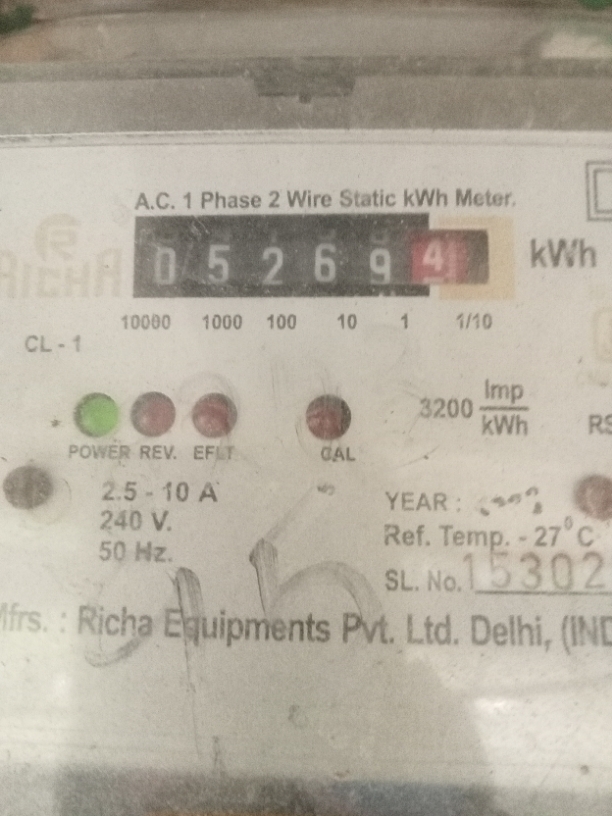 A.C. 1 Phase 2 Wire Static kWh Meter.
RICHA
0 5 2 6 9 4 kWh
10000 1000 100 10 1 1/10
CL - 1
3200 Imp/kWh
POWER REV. EFLT CAL
RS
2.5 - 10 A
240 V.
50 Hz.
YEAR :
Ref. Temp. - 27°C
SL. No. 15302
Mfrs. : Richa Equipments Pvt. Ltd. Delhi, (IND